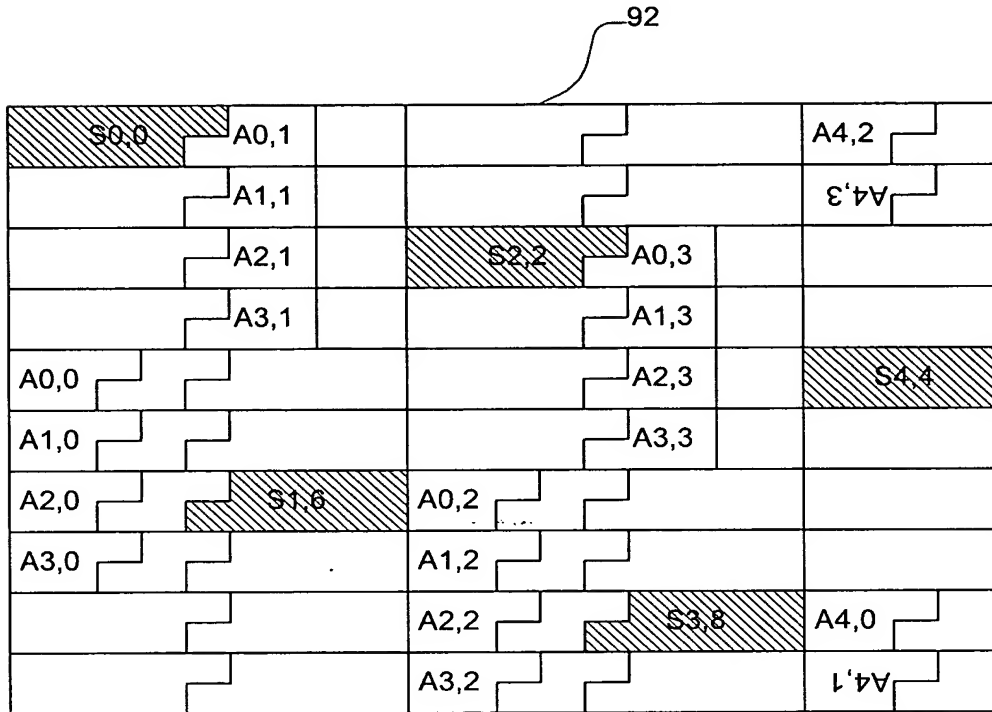 92
S0,0 A0,1 A4,2
A1,1 A4,3
A2,1 S2,2 A0,3
A3,1 A1,3
A0,0 A2,3 S4,4
A1,0 A3,3
A2,0 S1,6 A0,2
A3,0 A1,2
A2,2 S3,8 A4,0
A3,2 A4,1